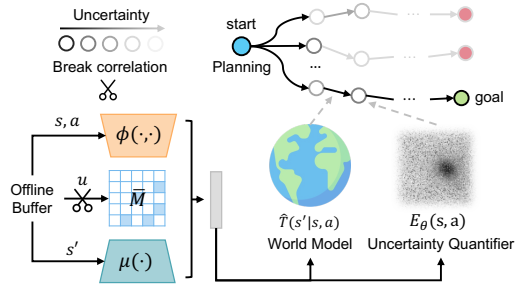 Uncertainty
Break correlation
start
Planning
...
...
...
...
goal
s, a
ϕ(·,·)
Offline
Buffer
u
M̅
s′
μ(·)
T̂(s′|s, a)
World Model
E_θ(s, a)
Uncertainty Quantifier